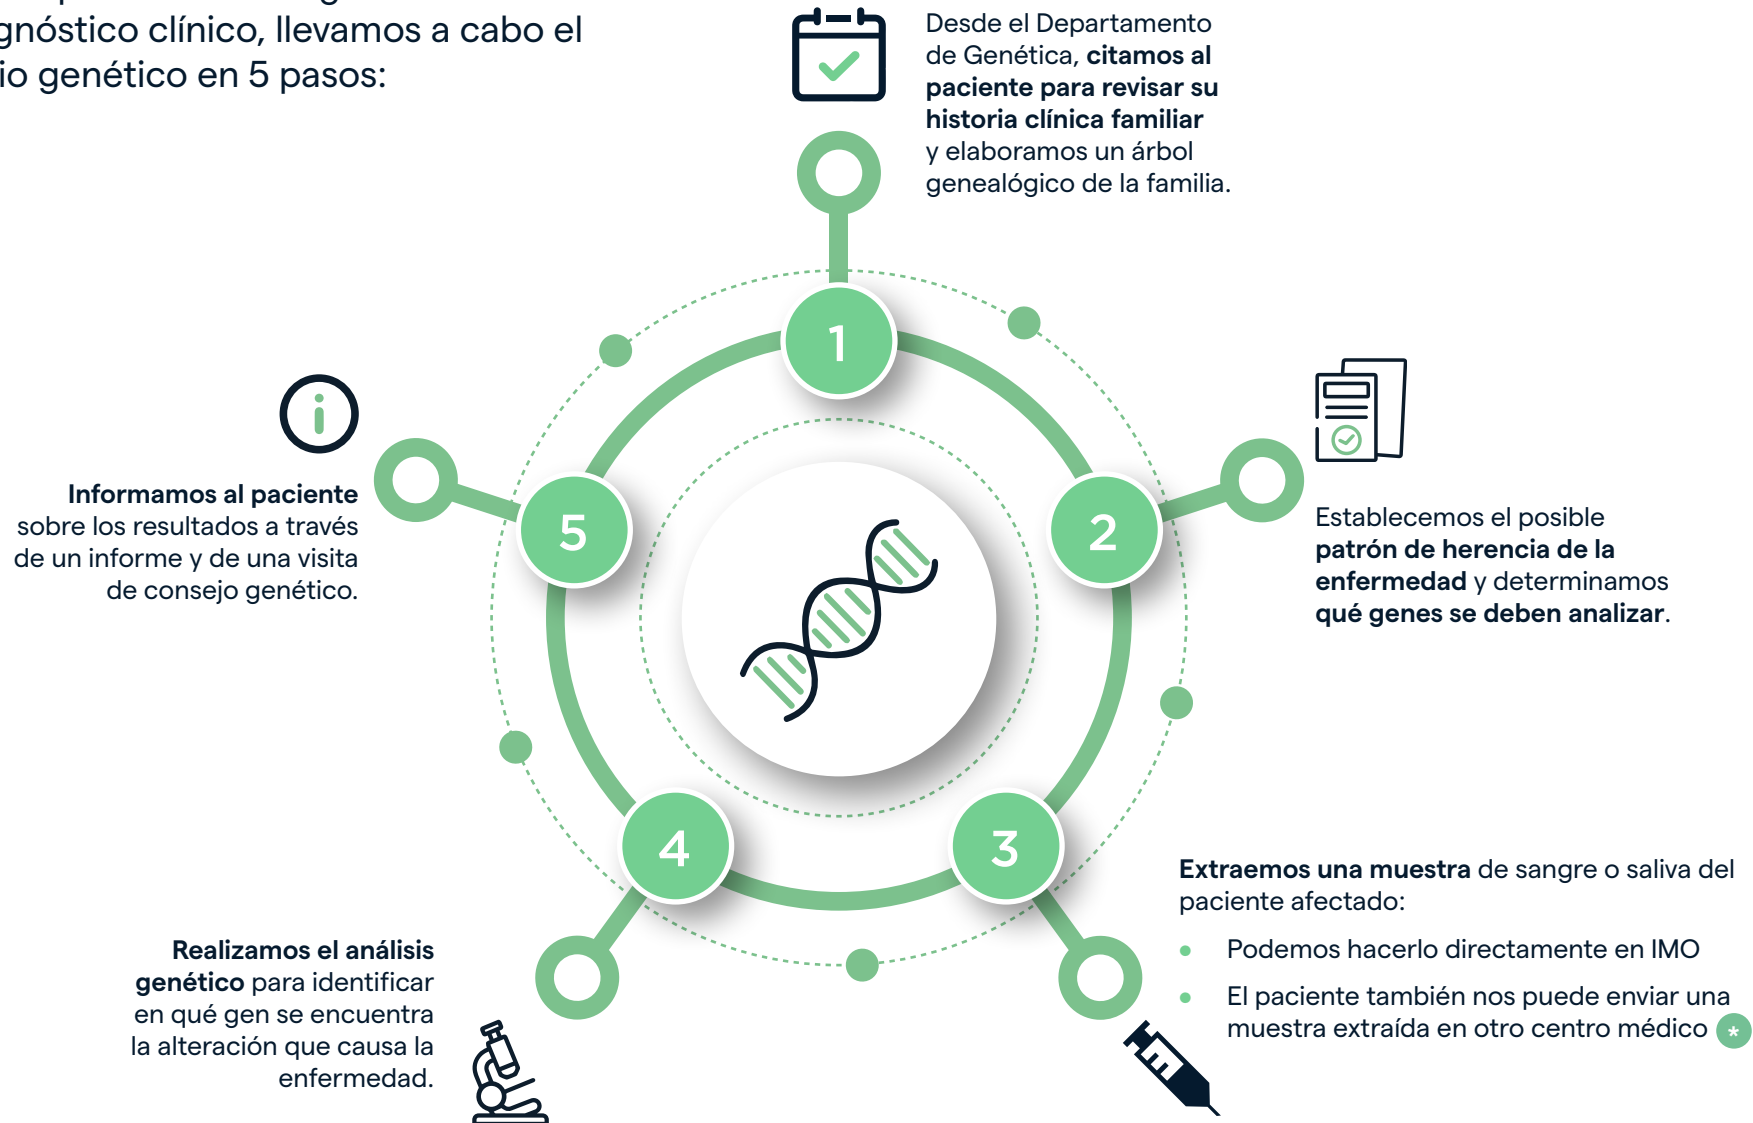 gnóstico clínico, llevamos a cabo el
io genético en 5 pasos:
Desde el Departamento
de Genética, citamos al
paciente para revisar su
historia clínica familiar
y elaboramos un árbol
genealógico de la familia.
1
2
Establecemos el posible
patrón de herencia de la
enfermedad y determinamos
qué genes se deben analizar.
3
Extraemos una muestra de sangre o saliva del
paciente afectado:
• Podemos hacerlo directamente en IMO
• El paciente también nos puede enviar una
muestra extraída en otro centro médico *
4
Realizamos el análisis
genético para identificar
en qué gen se encuentra
la alteración que causa la
enfermedad.
5
Informamos al paciente
sobre los resultados a través
de un informe y de una visita
de consejo genético.